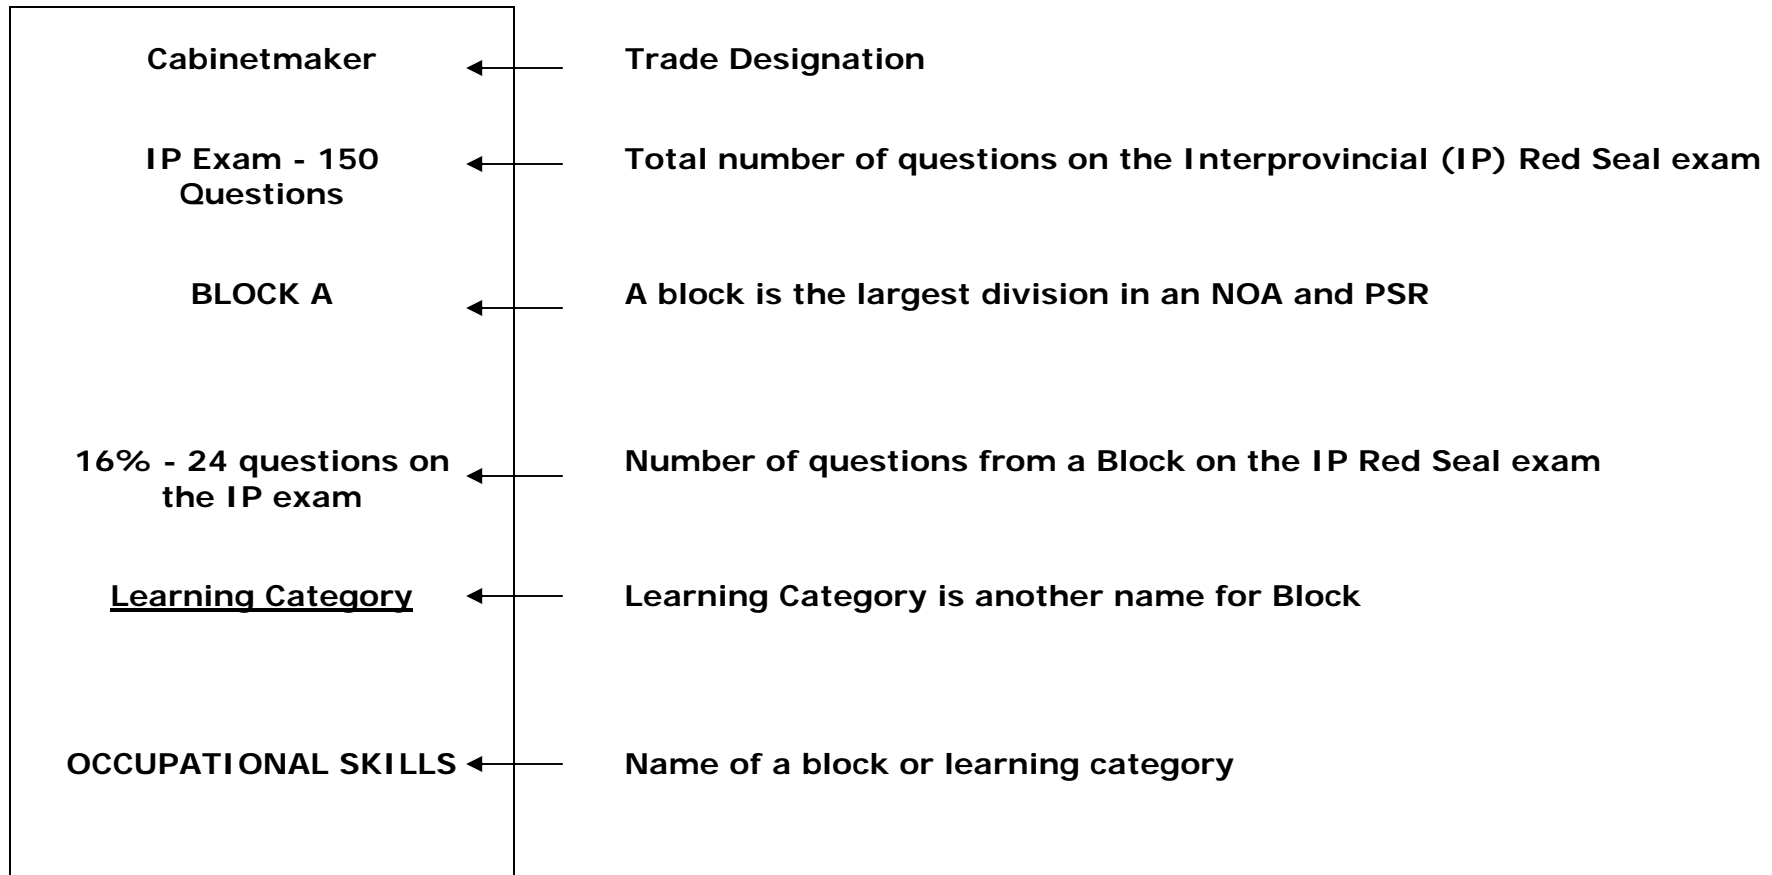 Cabinetmaker
Trade Designation
IP Exam - 150
Questions
Total number of questions on the Interprovincial (IP) Red Seal exam
BLOCK A
A block is the largest division in an NOA and PSR
16% - 24 questions on
the IP exam
Number of questions from a Block on the IP Red Seal exam
Learning Category
Learning Category is another name for Block
OCCUPATIONAL SKILLS
Name of a block or learning category